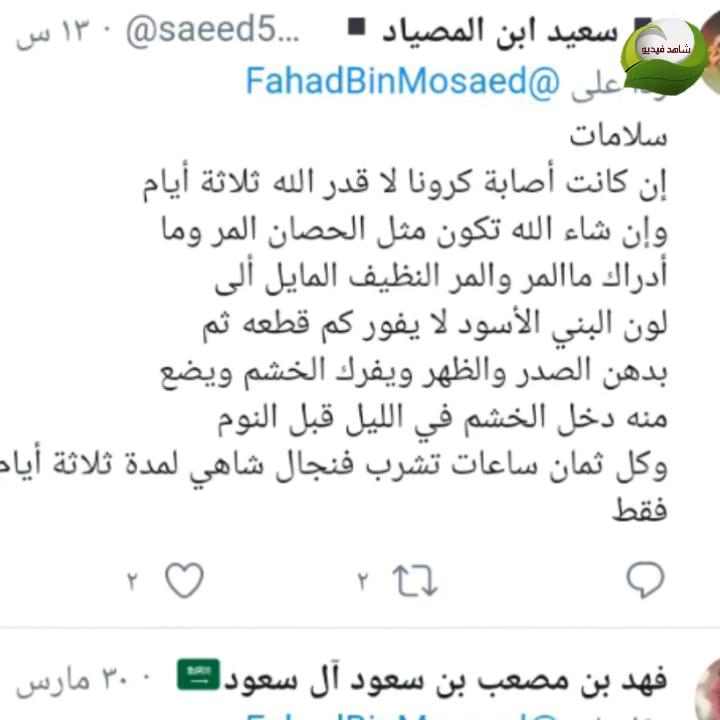 سعيد ابن المصياد ■ @saeed5... · ١٣ س
شاهد فيديو
على @FahadBinMosaed
سلامات
إن كانت أصابة كرونا لا قدر الله ثلاثة أيام
وإن شاء الله تكون مثل الحصان المر وما
أدراك ماالمر والمر النظيف المايل ألى
لون البني الأسود لا يفور كم قطعه ثم
بدهن الصدر والظهر ويفرك الخشم ويضع
منه دخل الخشم في الليل قبل النوم
وكل ثمان ساعات تشرب فنجال شاهي لمدة ثلاثة أيام
فقط
٢ ٢
فهد بن مصعب بن سعود آل سعود · ٣٠ مارس